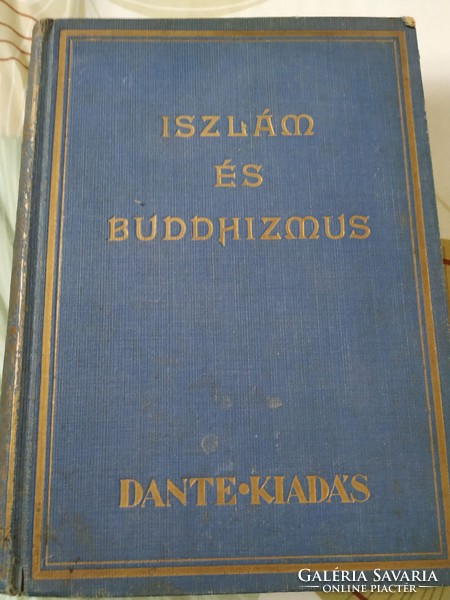 ISZLÁM
ÉS
BUDDHIZMUS
DANTE•KIADÁS
GALÉRIA SAVARIA
ONLINE PIACTÉR